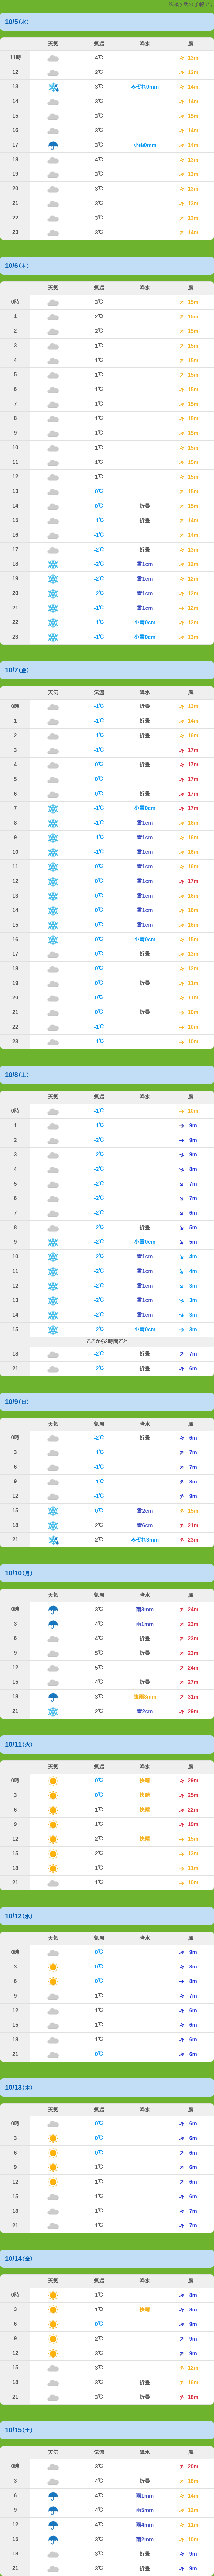 10/5(水)
天気 気温 降水 風
11時 4℃ 13m
12 3℃ 13m
13 3℃ みぞれ0mm 14m
14 3℃ 14m
15 3℃ 15m
16 3℃ 14m
17 3℃ 小雨0mm 14m
18 4℃ 13m
19 3℃ 13m
20 3℃ 13m
21 3℃ 13m
22 3℃ 13m
23 3℃ 14m
10/6(木)
天気 気温 降水 風
0時 3℃ 15m
1 2℃ 15m
2 2℃ 15m
3 1℃ 15m
4 1℃ 15m
5 1℃ 15m
6 1℃ 15m
7 1℃ 15m
8 1℃ 15m
9 1℃ 15m
10 1℃ 15m
11 1℃ 15m
12 1℃ 15m
13 0℃ 15m
14 0℃ 折曇 15m
15 -1℃ 折曇 14m
16 -1℃ 14m
17 -2℃ 折曇 13m
18 -2℃ 雪1cm 12m
19 -2℃ 雪1cm 12m
20 -2℃ 雪1cm 12m
21 -1℃ 雪1cm 12m
22 -1℃ 小雪0cm 12m
23 -1℃ 小雪0cm 13m
10/7(金)
天気 気温 降水 風
0時 -1℃ 折曇 13m
1 -1℃ 折曇 14m
2 -1℃ 折曇 16m
3 -1℃ 17m
4 0℃ 折曇 17m
5 0℃ 17m
6 0℃ 折曇 17m
7 -1℃ 小雪0cm 17m
8 -1℃ 雪1cm 16m
9 -1℃ 雪1cm 16m
10 -1℃ 雪1cm 16m
11 0℃ 雪1cm 16m
12 0℃ 雪1cm 17m
13 0℃ 雪1cm 16m
14 0℃ 雪1cm 16m
15 0℃ 雪1cm 16m
16 0℃ 小雪0cm 15m
17 0℃ 折曇 13m
18 0℃ 12m
19 0℃ 折曇 11m
20 0℃ 11m
21 0℃ 折曇 10m
22 -1℃ 10m
23 -1℃ 10m
10/8(土)
天気 気温 降水 風
0時 -1℃ 10m
1 -1℃ 9m
2 -2℃ 9m
3 -2℃ 9m
4 -2℃ 8m
5 -2℃ 7m
6 -2℃ 7m
7 -2℃ 6m
8 -2℃ 折曇 5m
9 -2℃ 小雪0cm 5m
10 -2℃ 雪1cm 4m
11 -2℃ 雪1cm 4m
12 -2℃ 雪1cm 3m
13 -2℃ 雪1cm 3m
14 -2℃ 雪1cm 3m
15 -2℃ 小雪0cm 3m
ここから3時間ごと
18 -2℃ 折曇 7m
21 -2℃ 折曇 6m
10/9(日)
天気 気温 降水 風
0時 -2℃ 折曇 6m
3 -1℃ 7m
6 -1℃ 7m
9 -1℃ 8m
12 -1℃ 9m
15 0℃ 雪2cm 15m
18 2℃ 雪6cm 21m
21 2℃ みぞれ3mm 23m
10/10(月)
天気 気温 降水 風
0時 3℃ 雨3mm 24m
3 4℃ 雨1mm 23m
6 4℃ 折曇 23m
9 5℃ 折曇 23m
12 5℃ 24m
15 4℃ 折曇 27m
18 3℃ 31m
21 2℃ 雪2cm 29m
10/11(火)
天気 気温 降水 風
0時 0℃ 快晴 29m
3 0℃ 快晴 25m
6 1℃ 快晴 22m
9 1℃ 19m
12 2℃ 快晴 15m
15 2℃ 13m
18 1℃ 11m
21 1℃ 10m
10/12(水)
天気 気温 降水 風
0時 0℃ 9m
3 0℃ 8m
6 0℃ 8m
9 1℃ 7m
12 1℃ 6m
15 1℃ 6m
18 1℃ 6m
21 0℃ 6m
10/13(木)
天気 気温 降水 風
0時 0℃ 6m
3 0℃ 6m
6 0℃ 6m
9 1℃ 6m
12 1℃ 6m
15 1℃ 6m
18 1℃ 7m
21 1℃ 7m
10/14(金)
天気 気温 降水 風
0時 1℃ 8m
3 1℃ 快晴 8m
6 0℃ 9m
9 2℃ 9m
12 3℃ 9m
15 3℃ 12m
18 3℃ 折曇 16m
21 3℃ 折曇 18m
10/15(土)
天気 気温 降水 風
0時 3℃ 20m
3 4℃ 折曇 16m
6 4℃ 雨1mm 14m
9 4℃ 雨5mm 12m
12 4℃ 雨4mm 11m
15 3℃ 雨2mm 10m
18 3℃ 折曇 9m
21 3℃ 折曇 9m